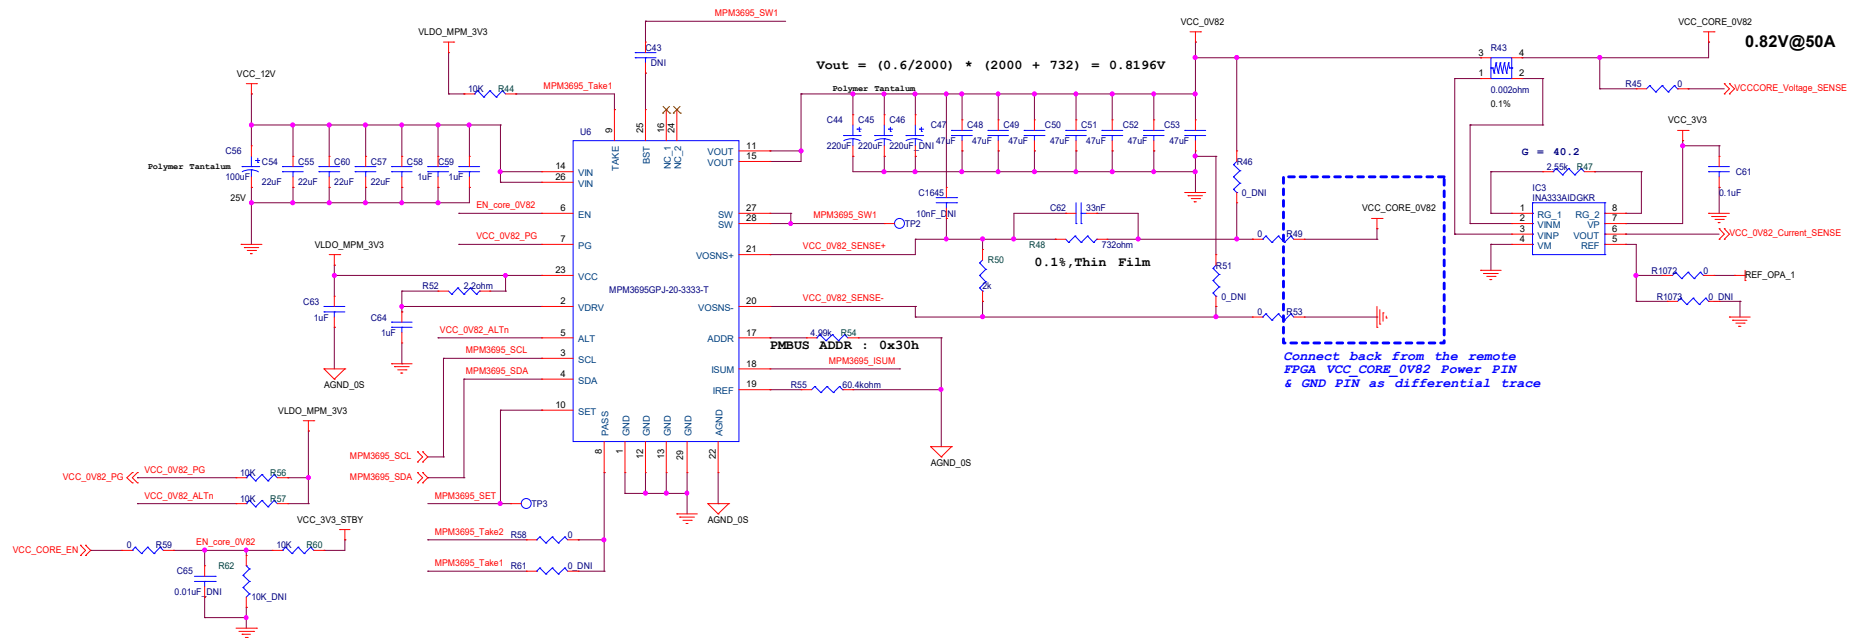 MPM3695_SW1
VLDO_MPM_3V3
C43
DNI
VCC_0V82
VCC_CORE_0V82
0.82V@50A
Vout = (0.6/2000) * (2000 + 732) = 0.8196V
VCC_12V
10K R44
MPM3695_Take1
Polymer Tantalum
3 R43 4
1 2
0.002ohm
0.1%
R45 0
VCCCORE_Voltage_SENSE
C56
C54 C55 C60 C57 C58 C59
Polymer Tantalum
100uF 22uF 22uF 22uF 22uF 1uF 1uF
25V
C44 C45 C46 C47 C48 C49 C50 C51 C52 C53
220uF 220uF 220uF_DNI 47uF 47uF 47uF 47uF 47uF 47uF 47uF
U6
9 TAKE
25 BST
16 NC_1
24 NC_2
11 VOUT
15 VOUT
14 VIN
26 VIN
EN_core_0V82 6 EN
VCC_0V82_PG 7 PG
VLDO_MPM_3V3
23 VCC
R52 2.2ohm
2 VDRV
C63
1uF
C64
1uF
AGND_0S
MPM3695GPJ-20-3333-T
VCC_0V82_ALTn 5 ALT
MPM3695_SCL 3 SCL
MPM3695_SDA 4 SDA
10 SET
8 PASS
1 GND
12 GND
13 GND
29 GND
22 AGND
AGND_0S
SW 27
SW 28
MPM3695_SW1
TP2
VOSNS+ 21
VCC_0V82_SENSE+
VOSNS- 20
VCC_0V82_SENSE-
ADDR 17
4.99k R54
PMBUS ADDR : 0x30h
ISUM 18
MPM3695_ISUM
IREF 19
R55 60.4kohm
AGND_0S
C1645
10nF_DNI
C62 33nF
R48 732ohm
0.1%,Thin Film
R50
2k
R46
0_DNI
R51
0_DNI
0 R49
0 R53
VCC_CORE_0V82
Connect back from the remote
FPGA VCC_CORE_0V82 Power PIN
& GND PIN as differential trace
VCC_3V3
G = 40.2
2.55k R47
C61
0.1uF
IC3
INA333AIDGKR
1 RG_1 RG_2 8
2 VINM VP 7
3 VINP VOUT 6
4 VM REF 5
VCC_0V82_Current_SENSE
R1072 0
REF_OPA_1
R1073 0_DNI
VLDO_MPM_3V3
VCC_0V82_PG
VCC_0V82_PG
10K R56
VCC_0V82_ALTn
10K R57
MPM3695_SCL
MPM3695_SDA
MPM3695_SET
TP3
VCC_3V3_STBY
MPM3695_Take2
R58 0
MPM3695_Take1
R61 0_DNI
VCC_CORE_EN
0 R59
EN_core_0V82
10K R60
C65
0.01uF_DNI
R62
10K_DNI